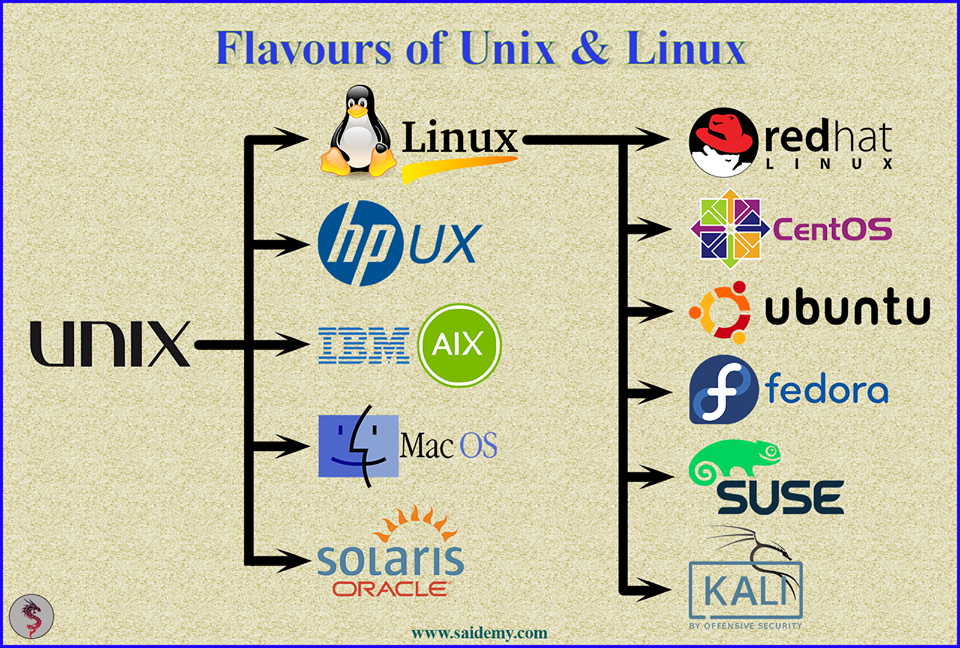 Flavours of Unix & Linux
UNIX
Linux
hp UX
IBM AIX
Mac OS
SOLARIS
ORACLE
redhat
LINUX
CentOS
ubuntu
fedora
SUSE
KALI
BY OFFENSIVE SECURITY
www.saidemy.com